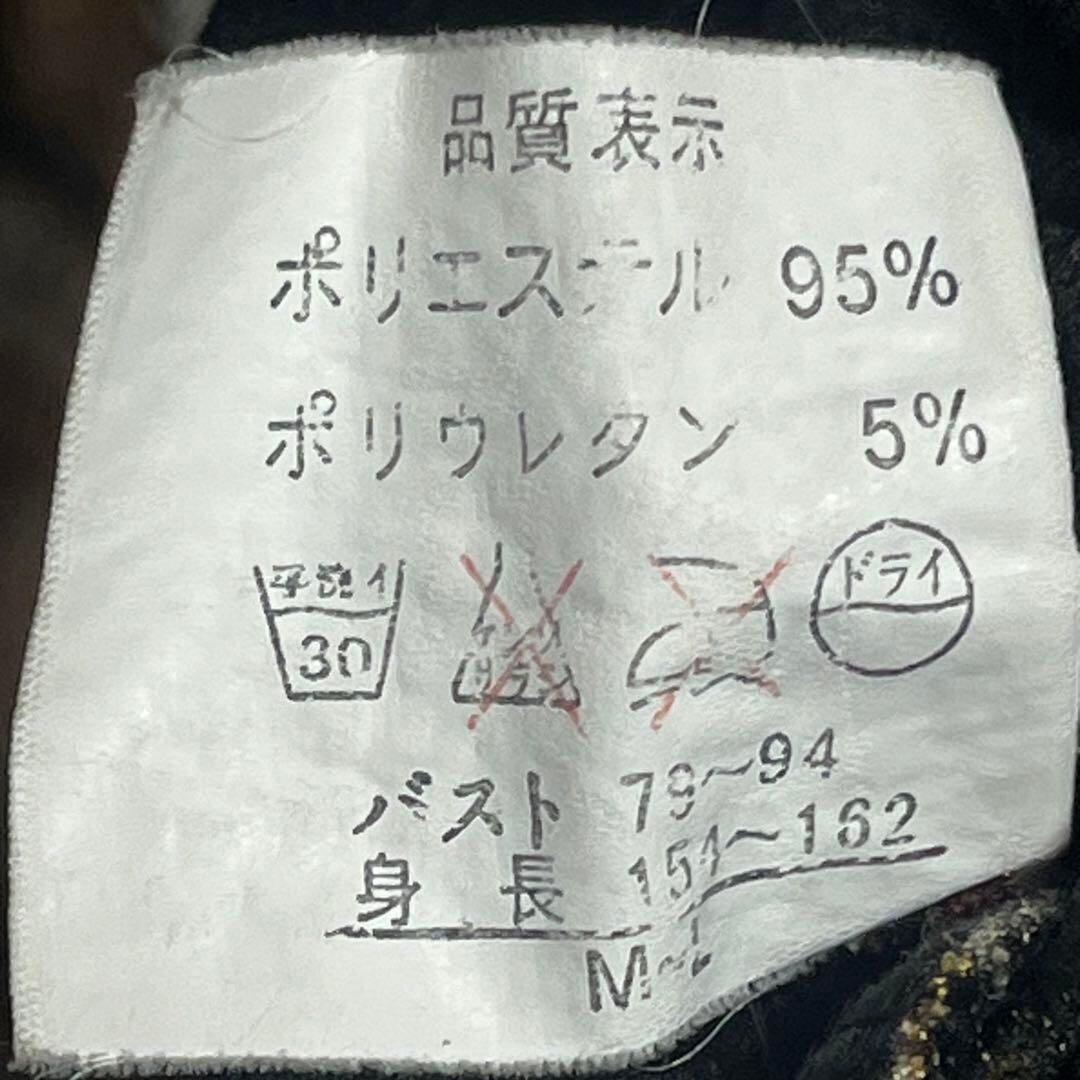 品質表示
ポリエステル 95%
ポリウレタン 5%
手洗イ 30 ドライ
バスト 79～94
身長 154～162
M~L